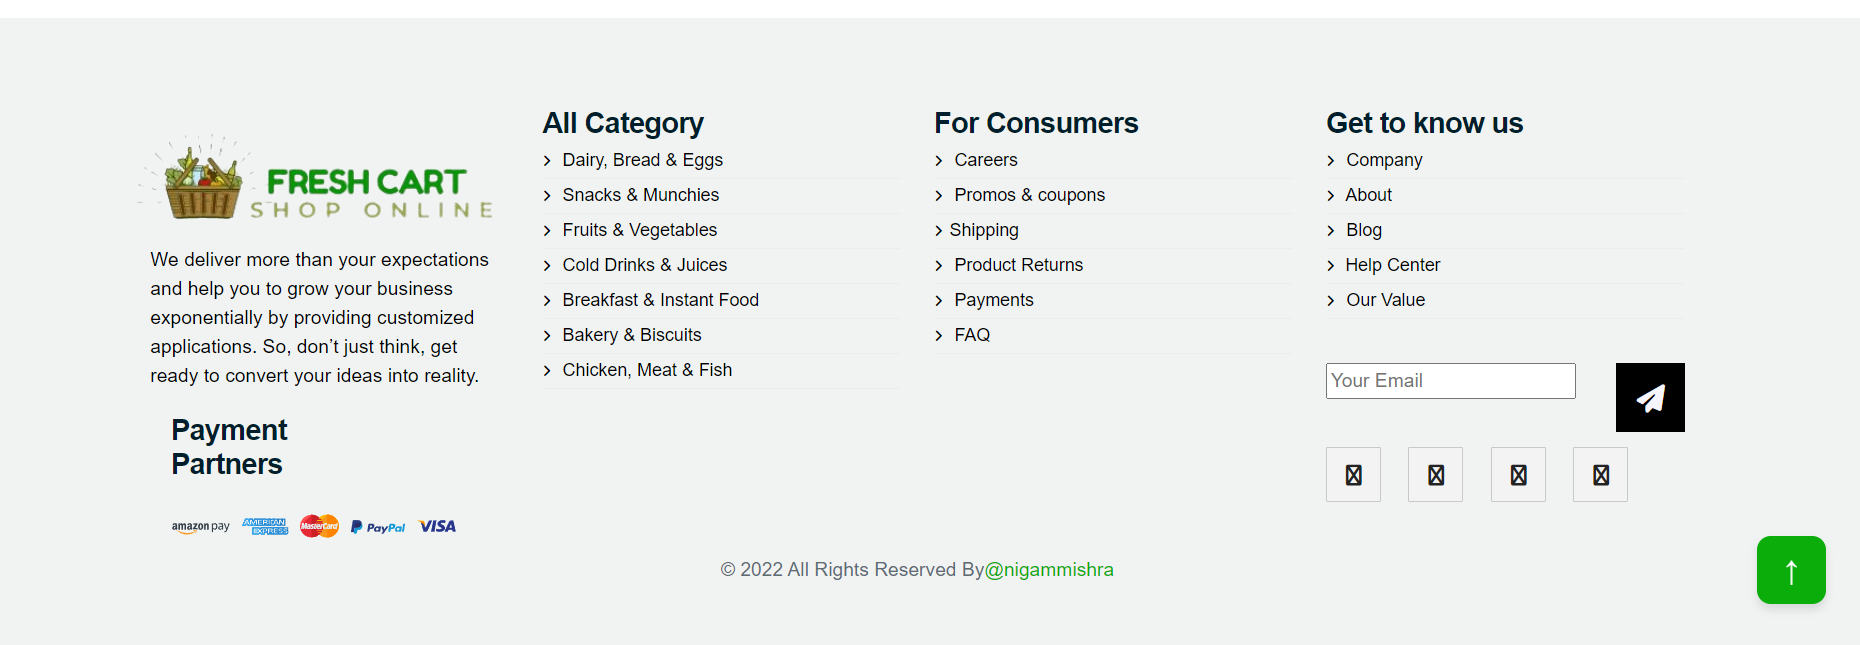 FRESH CART
SHOP ONLINE
We deliver more than your expectations
and help you to grow your business
exponentially by providing customized
applications. So, don’t just think, get
ready to convert your ideas into reality.
Payment
Partners
amazon pay
AMERICAN
EXPRESS
MasterCard
PayPal
VISA
All Category
Dairy, Bread & Eggs
Snacks & Munchies
Fruits & Vegetables
Cold Drinks & Juices
Breakfast & Instant Food
Bakery & Biscuits
Chicken, Meat & Fish
For Consumers
Careers
Promos & coupons
Shipping
Product Returns
Payments
FAQ
Get to know us
Company
About
Blog
Help Center
Our Value
Your Email
© 2022 All Rights Reserved By@nigammishra
↑